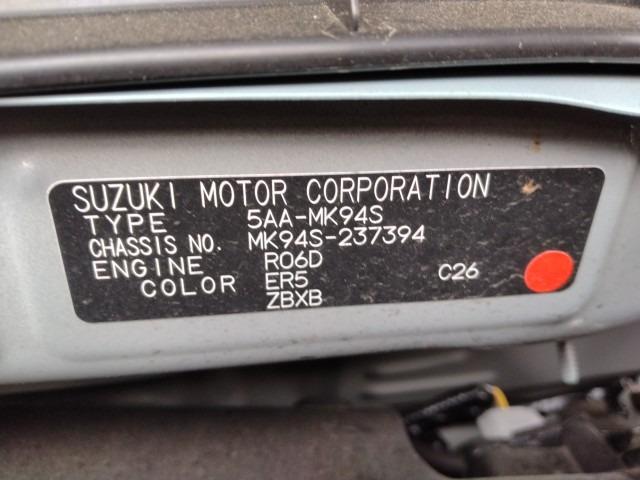 SUZUKI MOTOR CORPORATION
TYPE 5AA-MK94S
CHASSIS NO. MK94S-237394
ENGINE R06D
COLOR ER5 C26
ZBXB